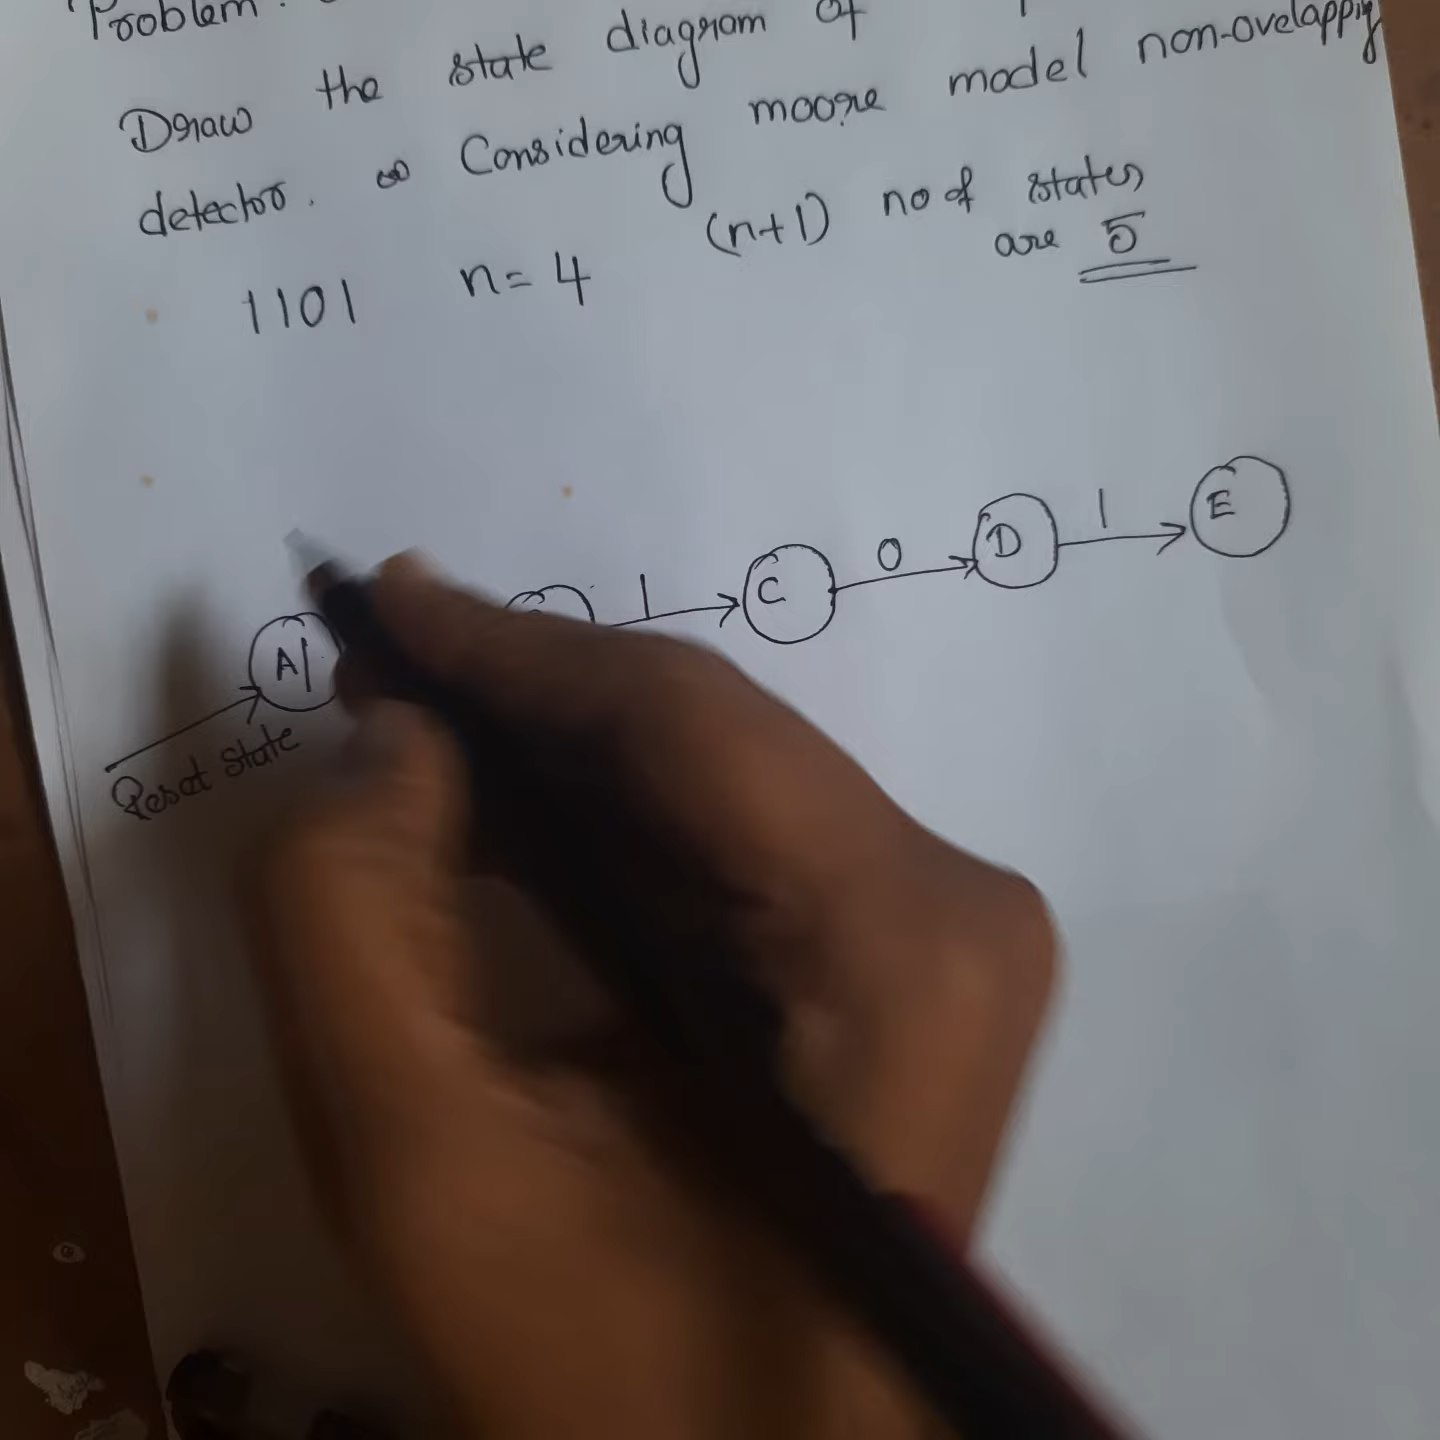 Problem.
Draw the state diagram of
detector. Considering moore model non-ovelapping
1101 n=4 (n+1) no of states
are 5
A/ 1 C 0 D 1 E
Reset state